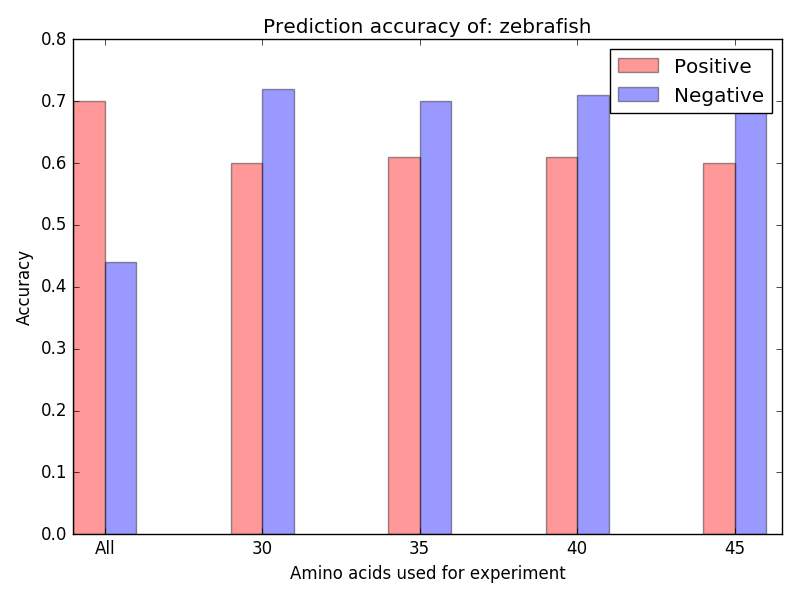 Prediction accuracy of: zebrafish
0.8
0.7
0.6
0.5
0.4
0.3
0.2
0.1
0.0
Accuracy
Positive
Negative
All 30 35 40 45
Amino acids used for experiment